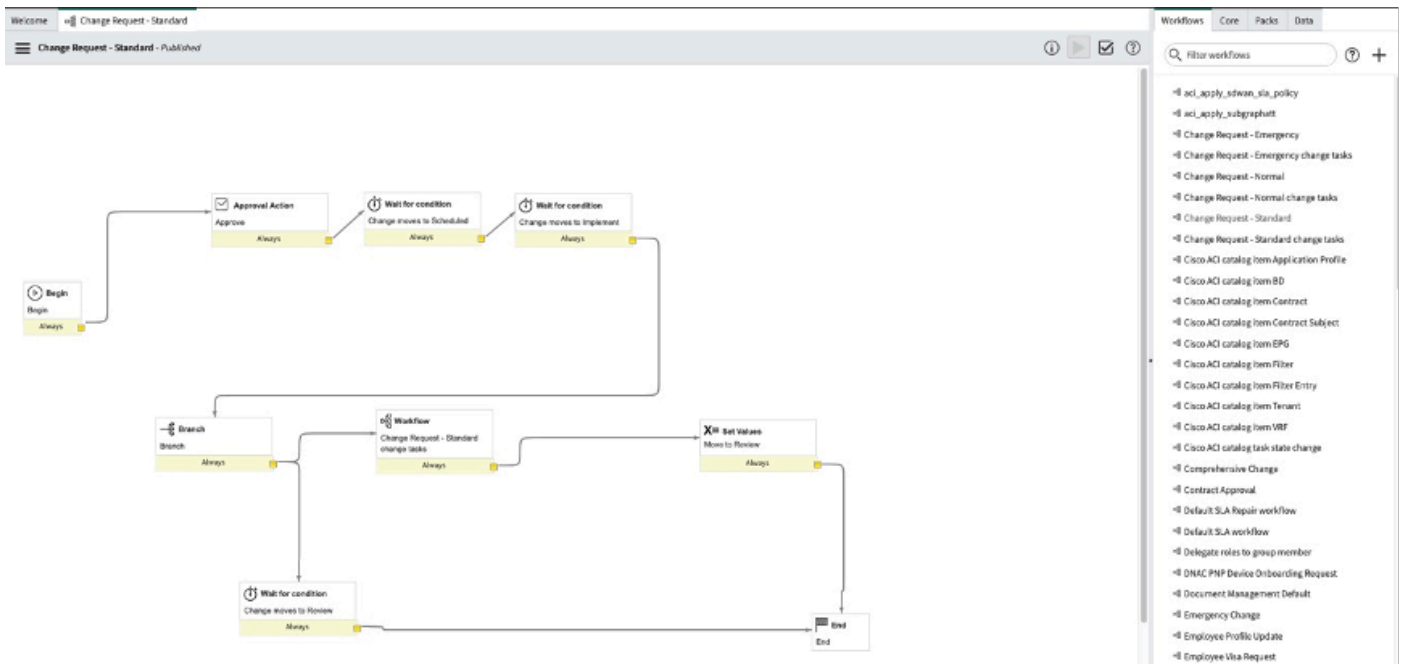 Welcome
Change Request - Standard
Workflows
Core
Packs
Data
Change Request - Standard - Published
Filter workflows
aci_apply_sdwan_sla_policy
aci_apply_subgraphatt
Change Request - Emergency
Change Request - Emergency change tasks
Change Request - Normal
Change Request - Normal change tasks
Change Request - Standard
Change Request - Standard change tasks
Cisco ACI catalog item Application Profile
Cisco ACI catalog item BD
Cisco ACI catalog item Contract
Cisco ACI catalog item Contract Subject
Cisco ACI catalog item EPG
Cisco ACI catalog item Filter
Cisco ACI catalog item Filter Entry
Cisco ACI catalog item Tenant
Cisco ACI catalog item VRF
Cisco ACI catalog task state change
Comprehensive Change
Contract Approval
Default SLA Repair workflow
Default SLA workflow
Delegate roles to group member
DNAC PNP Device Onboarding Request
Document Management Default
Emergency Change
Employee Profile Update
Employee Visa Request
Approval Action
Approve
Always
Wait for condition
Change moves to Scheduled
Always
Wait for condition
Change moves to Implement
Always
Begin
Begin
Always
Branch
Branch
Always
Workflow
Change Request - Standard
change tasks
Always
X= Set Values
Move to Review
Always
Wait for condition
Change moves to Review
Always
End
End